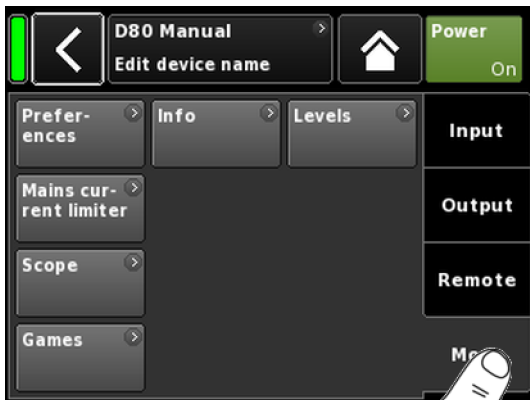 D80 Manual
Edit device name
Power
On
Prefer-
ences
Info
Levels
Input
Mains cur-
rent limiter
Output
Scope
Remote
Games